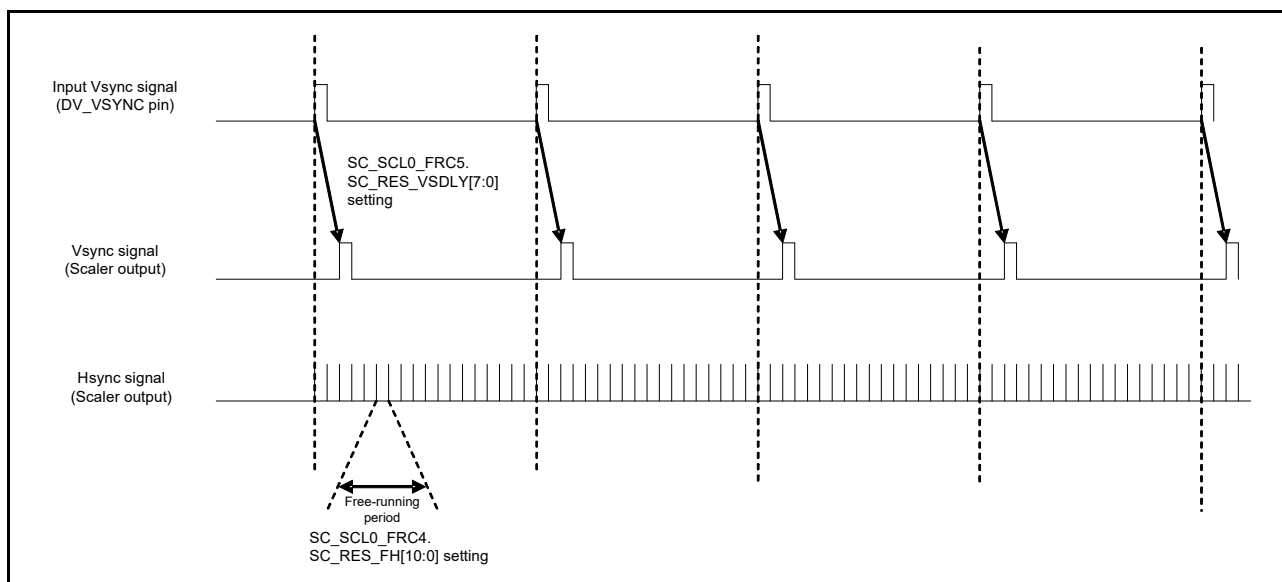 Input Vsync signal
(DV_VSYNC pin)
SC_SCL0_FRC5.
SC_RES_VSDLY[7:0]
setting
Vsync signal
(Scaler output)
Hsync signal
(Scaler output)
Free-running
period
SC_SCL0_FRC4.
SC_RES_FH[10:0] setting